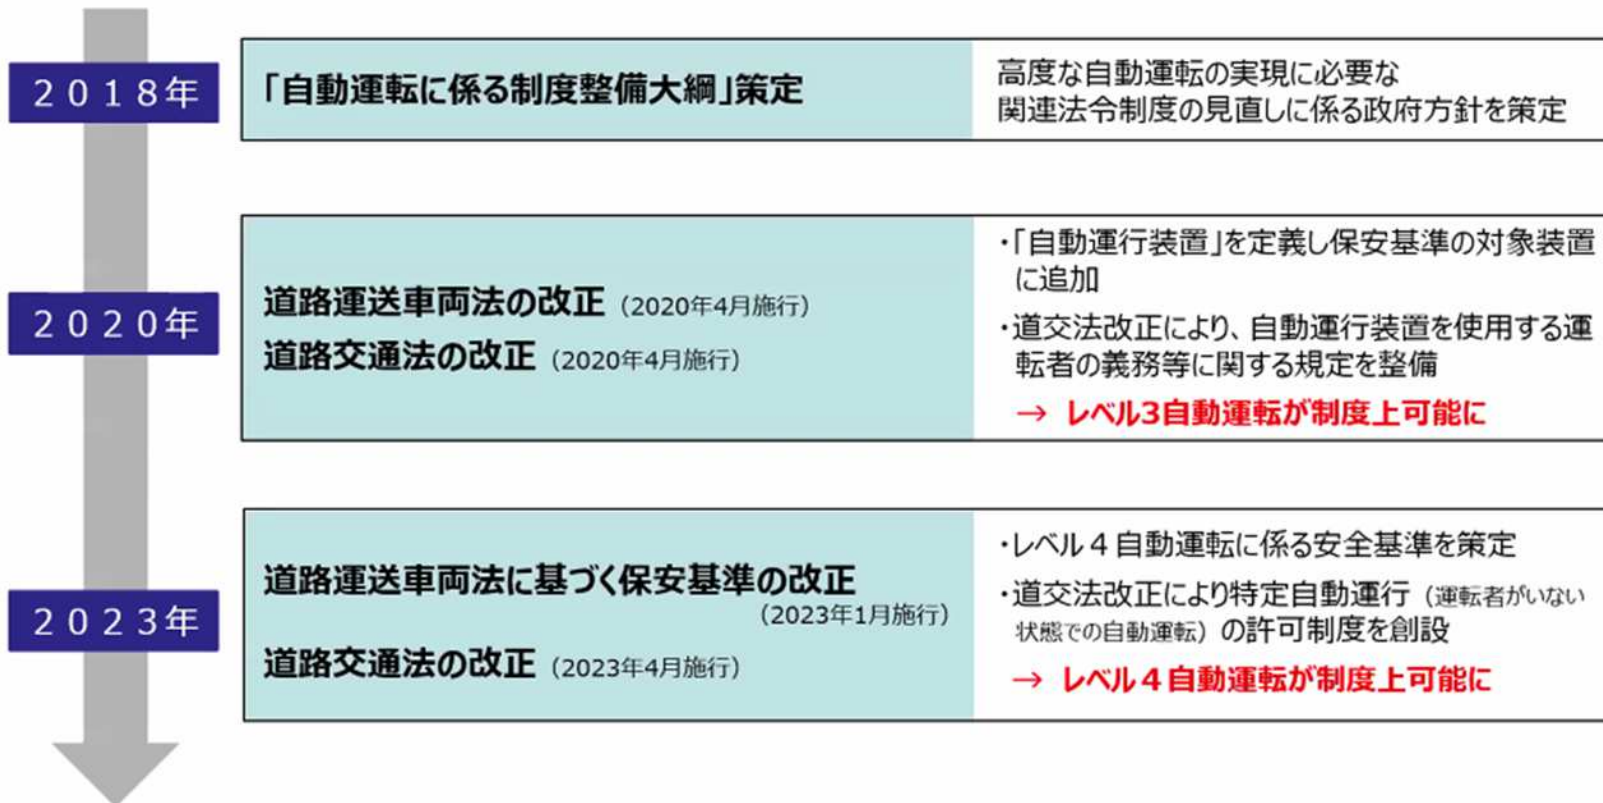 2018年
「自動運転に係る制度整備大綱」策定
高度な自動運転の実現に必要な
関連法令制度の見直しに係る政府方針を策定
2020年
道路運送車両法の改正（2020年4月施行）
道路交通法の改正（2020年4月施行）
・「自動運行装置」を定義し保安基準の対象装置
に追加
・道交法改正により、自動運行装置を使用する運
転者の義務等に関する規定を整備
→ レベル3自動運転が制度上可能に
2023年
道路運送車両法に基づく保安基準の改正
（2023年1月施行）
道路交通法の改正（2023年4月施行）
・レベル４自動運転に係る安全基準を策定
・道交法改正により特定自動運行（運転者がいない
状態での自動運転）の許可制度を創設
→ レベル４自動運転が制度上可能に